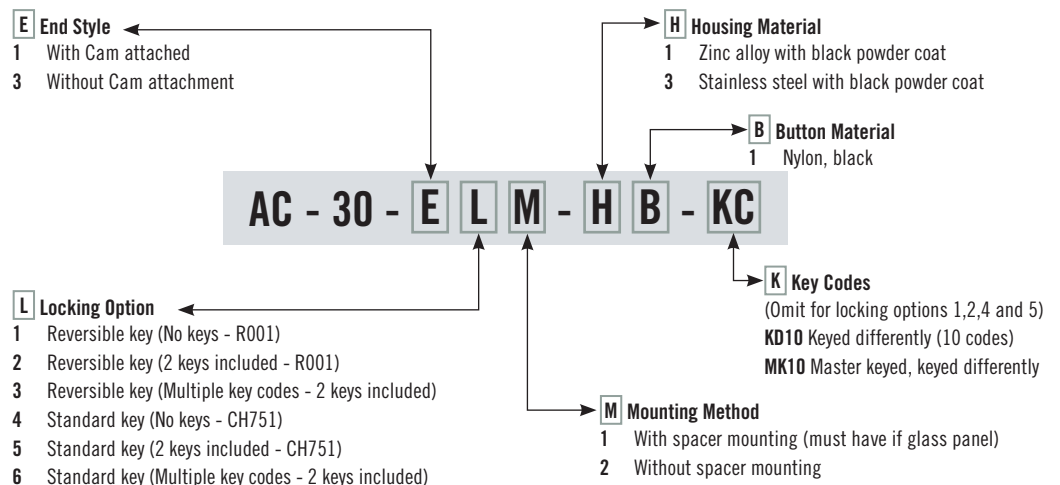 E End Style
1 With Cam attached
3 Without Cam attachment
H Housing Material
1 Zinc alloy with black powder coat
3 Stainless steel with black powder coat
B Button Material
1 Nylon, black
AC - 30 - E L M - H B - KC
L Locking Option
1 Reversible key (No keys - R001)
2 Reversible key (2 keys included - R001)
3 Reversible key (Multiple key codes - 2 keys included)
4 Standard key (No keys - CH751)
5 Standard key (2 keys included - CH751)
6 Standard key (Multiple key codes - 2 keys included)
M Mounting Method
1 With spacer mounting (must have if glass panel)
2 Without spacer mounting
K Key Codes
(Omit for locking options 1,2,4 and 5)
KD10 Keyed differently (10 codes)
MK10 Master keyed, keyed differently